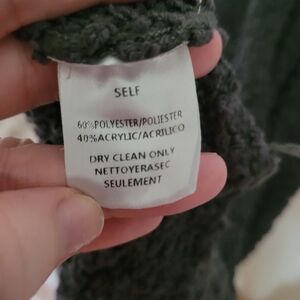 SELF
60%POLYESTER/POLIESTER
40%ACRYLIC/ACRILICO
DRY CLEAN ONLY
NETTOYERASEC
SEULEMENT